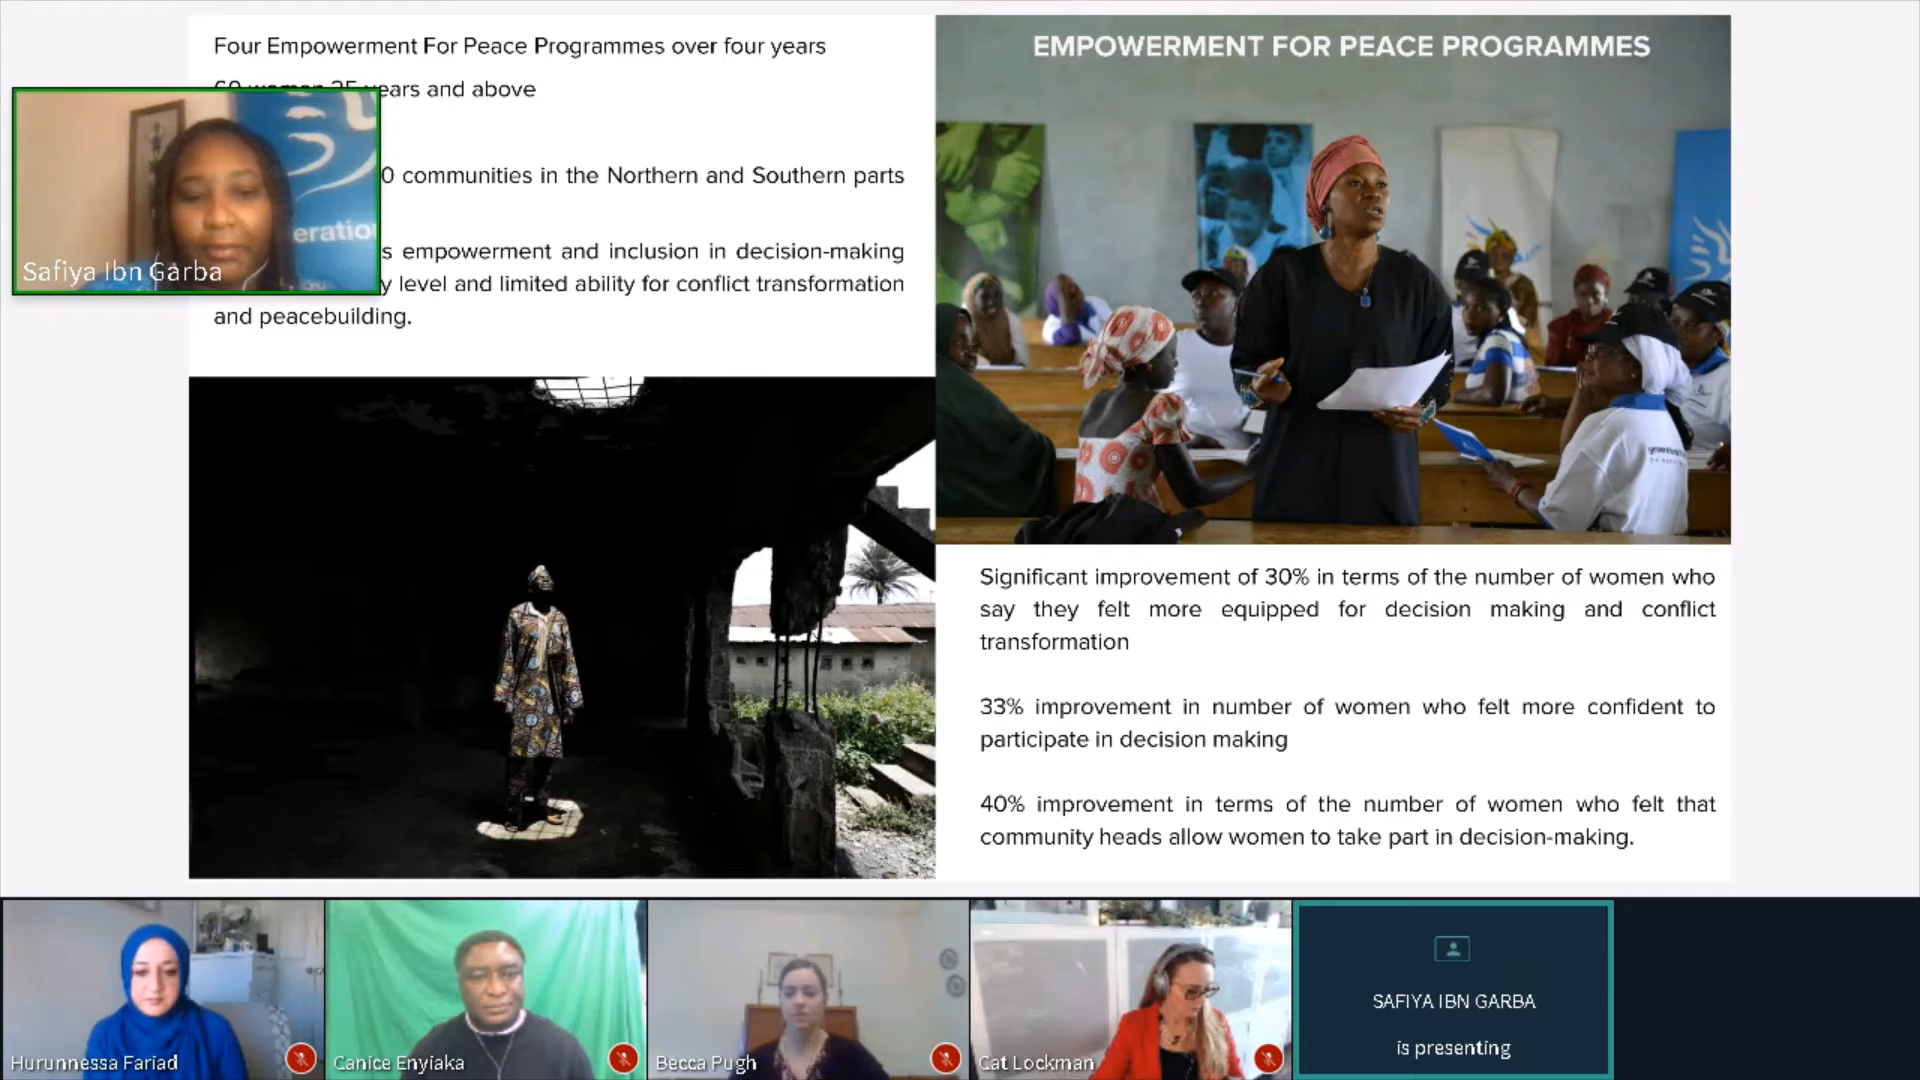 Four Empowerment For Peace Programmes over four years
years and above
0 communities in the Northern and Southern parts
s empowerment and inclusion in decision-making
y level and limited ability for conflict transformation
and peacebuilding.
eratio
Safiya Ibn Garba
EMPOWERMENT FOR PEACE PROGRAMMES
Significant improvement of 30% in terms of the number of women who
say they felt more equipped for decision making and conflict
transformation
33% improvement in number of women who felt more confident to
participate in decision making
40% improvement in terms of the number of women who felt that
community heads allow women to take part in decision-making.
Hurunnessa Fariad
Canice Enyiaka
Becca Pugh
Cat Lockman
SAFIYA IBN GARBA
is presenting